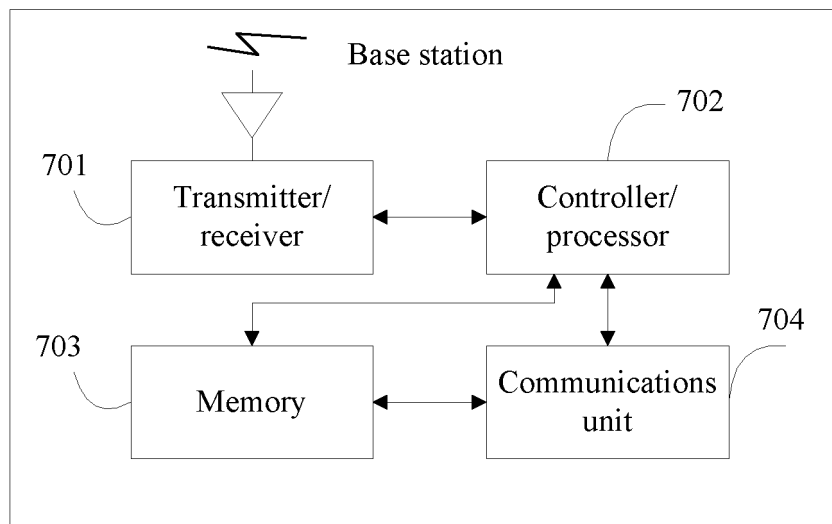 Base station
702
701
Transmitter/
receiver
Controller/
processor
703
704
Memory
Communications
unit